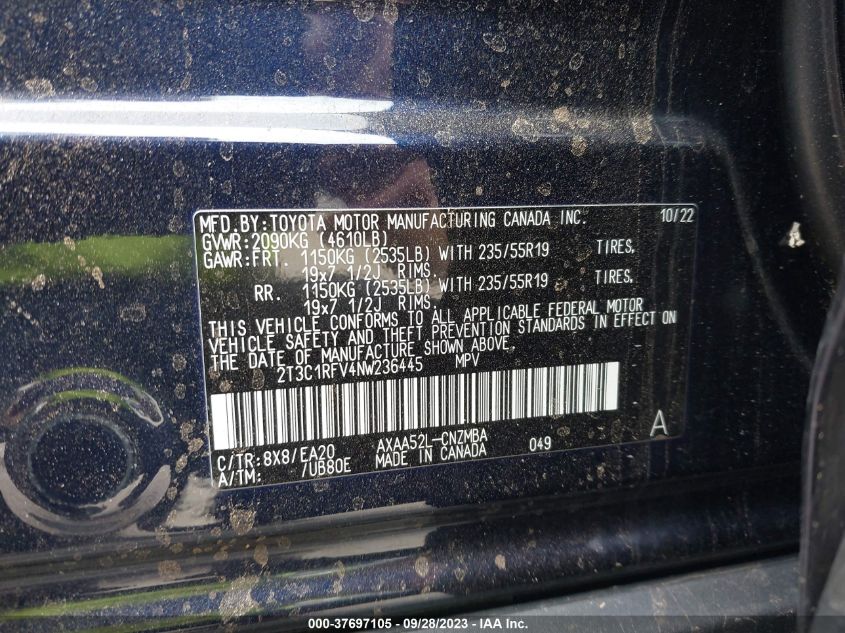 MFD.BY:TOYOTA MOTOR MANUFACTURING CANADA INC. 10/22
GVWR:2090KG (4610LB)
GAWR:FRT. 1150KG (2535LB) WITH 235/55R19 TIRES,
19x7 1/2J RIMS.
RR. 1150KG (2535LB) WITH 235/55R19 TIRES,
19x7 1/2J RIMS.
THIS VEHICLE CONFORMS TO ALL APPLICABLE FEDERAL MOTOR
VEHICLE SAFETY AND THEFT PREVENTION STANDARDS IN EFFECT ON
THE DATE OF MANUFACTURE SHOWN ABOVE.
2T3C1RFV4NW236445 MPV
C/TR:8X8/EA20 AXAA52L-CNZMBA 049 A
A/TM: /UB80E MADE IN CANADA
000-37697105 - 09/28/2023 - © IAA Inc.